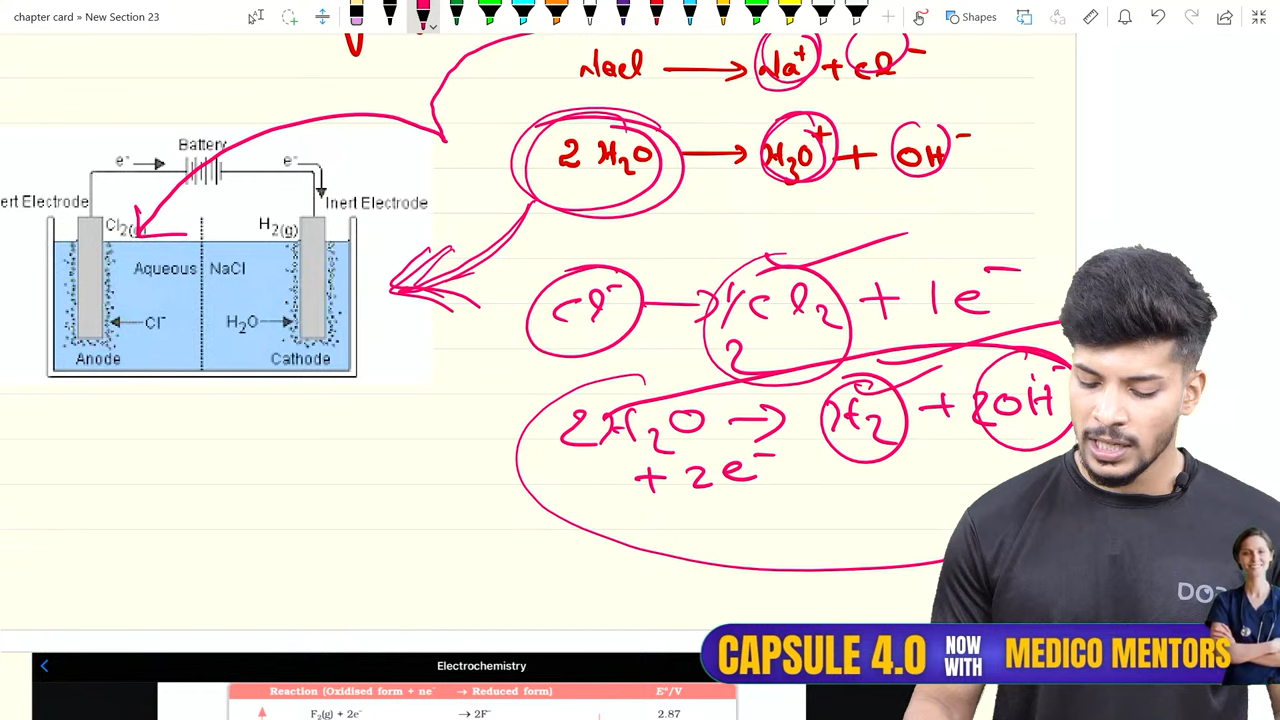 chapter card » New Section 23
Shapes
NaCl → Na⁺ + Cl⁻
2 H₂O → H₃O⁺ + OH⁻
Battery
e⁻ e⁻
nert Electrode Inert Electrode
Cl₂(g) H₂(g)
Aqueous NaCl
Cl⁻ H₂O
Anode Cathode
Cl⁻ → 1/2 Cl₂ + 1e⁻
2H₂O → H₂ + 2OH
+ 2e⁻
CAPSULE 4.0 NOW WITH MEDICO MENTORS
Electrochemistry
Reaction (Oxidised form + ne⁻ → Reduced form) E°/V
F₂(g) + 2e⁻ → 2F⁻ 2.87